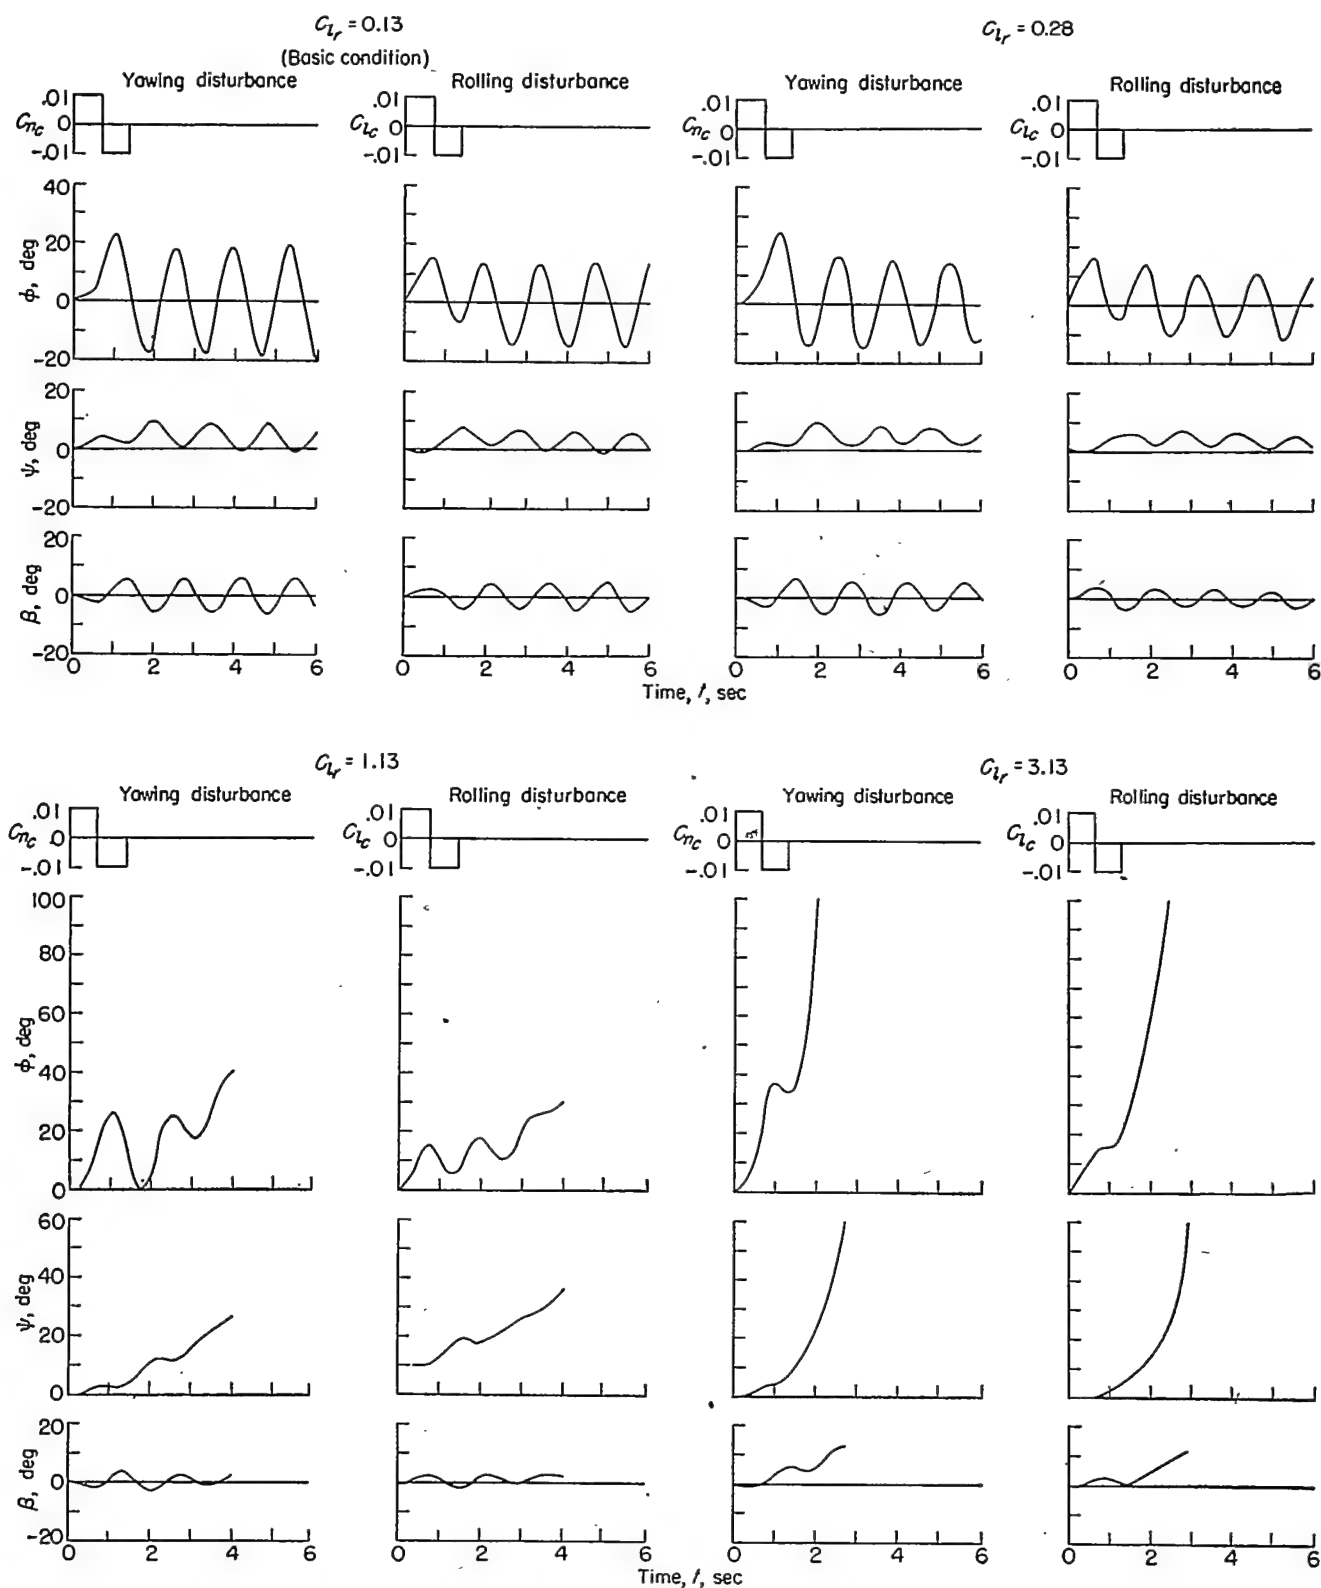 C_{l_r} = 0.13
(Basic condition)
C_{l_r} = 0.28
Yawing disturbance
Rolling disturbance
Yawing disturbance
Rolling disturbance
C_{n_c} .01 0 -.01
C_{l_c} .01 0 -.01
C_{n_c} .01 0 -.01
C_{l_c} .01 0 -.01
ϕ, deg
40
20
0
-20
ψ, deg
20
0
-20
β, deg
20
0
-20
0 2 4 6
0 2 4 6
0 2 4 6
0 2 4 6
Time, t, sec
C_{l_r} = 1.13
C_{l_r} = 3.13
Yawing disturbance
Rolling disturbance
Yawing disturbance
Rolling disturbance
C_{n_c} .01 0 -.01
C_{l_c} .01 0 -.01
C_{n_c} .01 0 -.01
C_{l_c} .01 0 -.01
ϕ, deg
100
80
60
40
20
0
ψ, deg
60
40
20
0
β, deg
20
0
-20
0 2 4 6
0 2 4 6
0 2 4 6
0 2 4 6
Time, t, sec